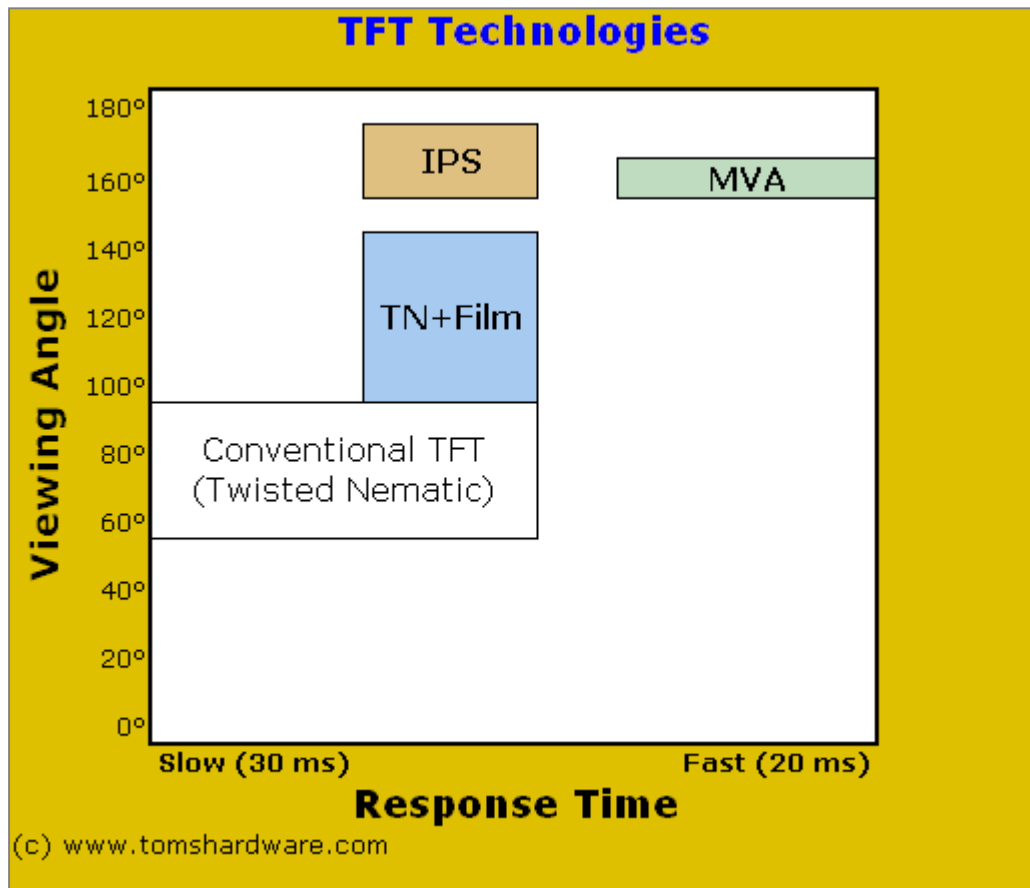 TFT Technologies
180°
160°
140°
120°
100°
80°
60°
40°
20°
0°
Viewing Angle
IPS
MVA
TN+Film
Conventional TFT
(Twisted Nematic)
Slow (30 ms)
Fast (20 ms)
Response Time
(c) www.tomshardware.com